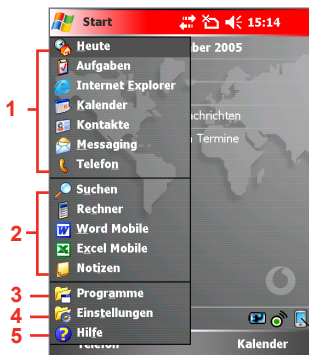 Start 15:14
Heute
ber 2005
Aufgaben
Internet Explorer
Kalender
achrichten
Kontakte
Termine
Messaging
1
Telefon
Suchen
Rechner
2
Word Mobile
Excel Mobile
Notizen
3
Programme
4
Einstellungen
5
Hilfe
Telefon
Kalender